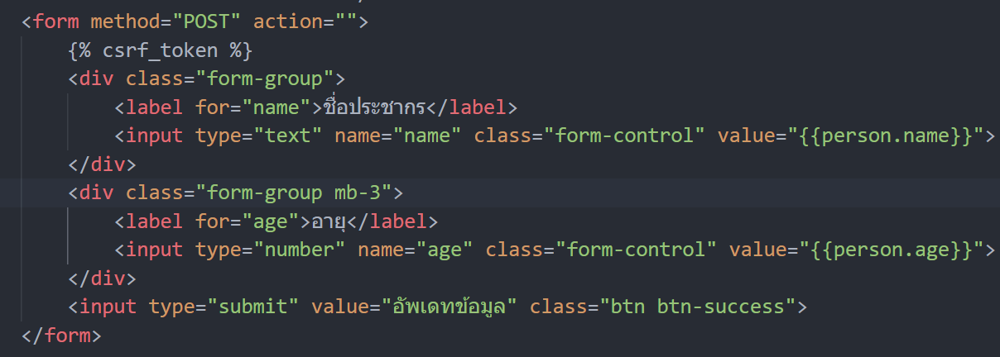 <form method="POST" action="">
{% csrf_token %}
<div class="form-group">
<label for="name">ชื่อประชากร</label>
<input type="text" name="name" class="form-control" value="{{person.name}}">
</div>
<div class="form-group mb-3">
<label for="age">อายุ</label>
<input type="number" name="age" class="form-control" value="{{person.age}}">
</div>
<input type="submit" value="อัพเดทข้อมูล" class="btn btn-success">
</form>